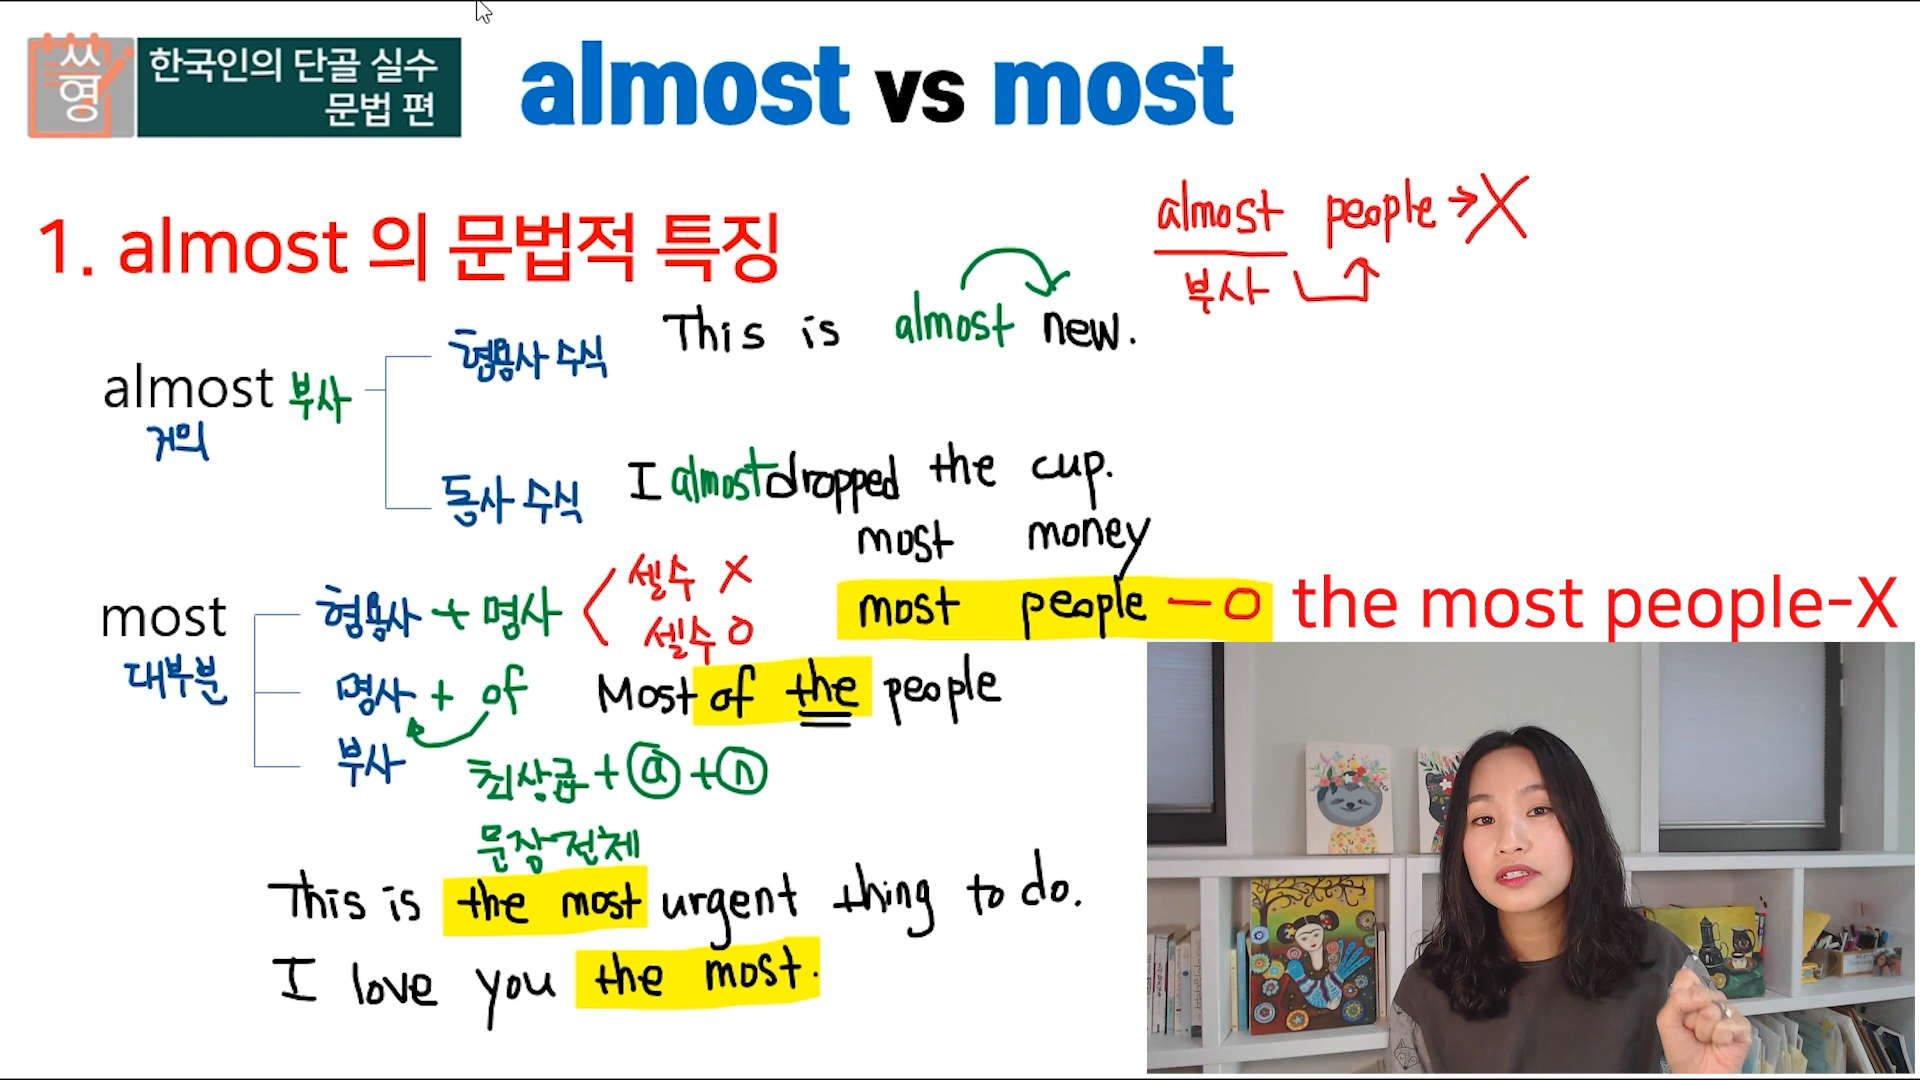 쓰영
한국인의 단골 실수
문법 편
almost vs most
1. almost 의 문법적 특징
almost people → X
부사
This is almost new.
almost 부사
거의
형용사 수식
동사 수식
I almost dropped the cup.
most money
most people - O
the most people-X
most
대부분
형용사 + 명사
셀수 X
셀수 O
명사 + of
Most of the people
부사
최상급 + ⓐ + ⓝ
문장전체
This is the most urgent thing to do.
I love you the most.